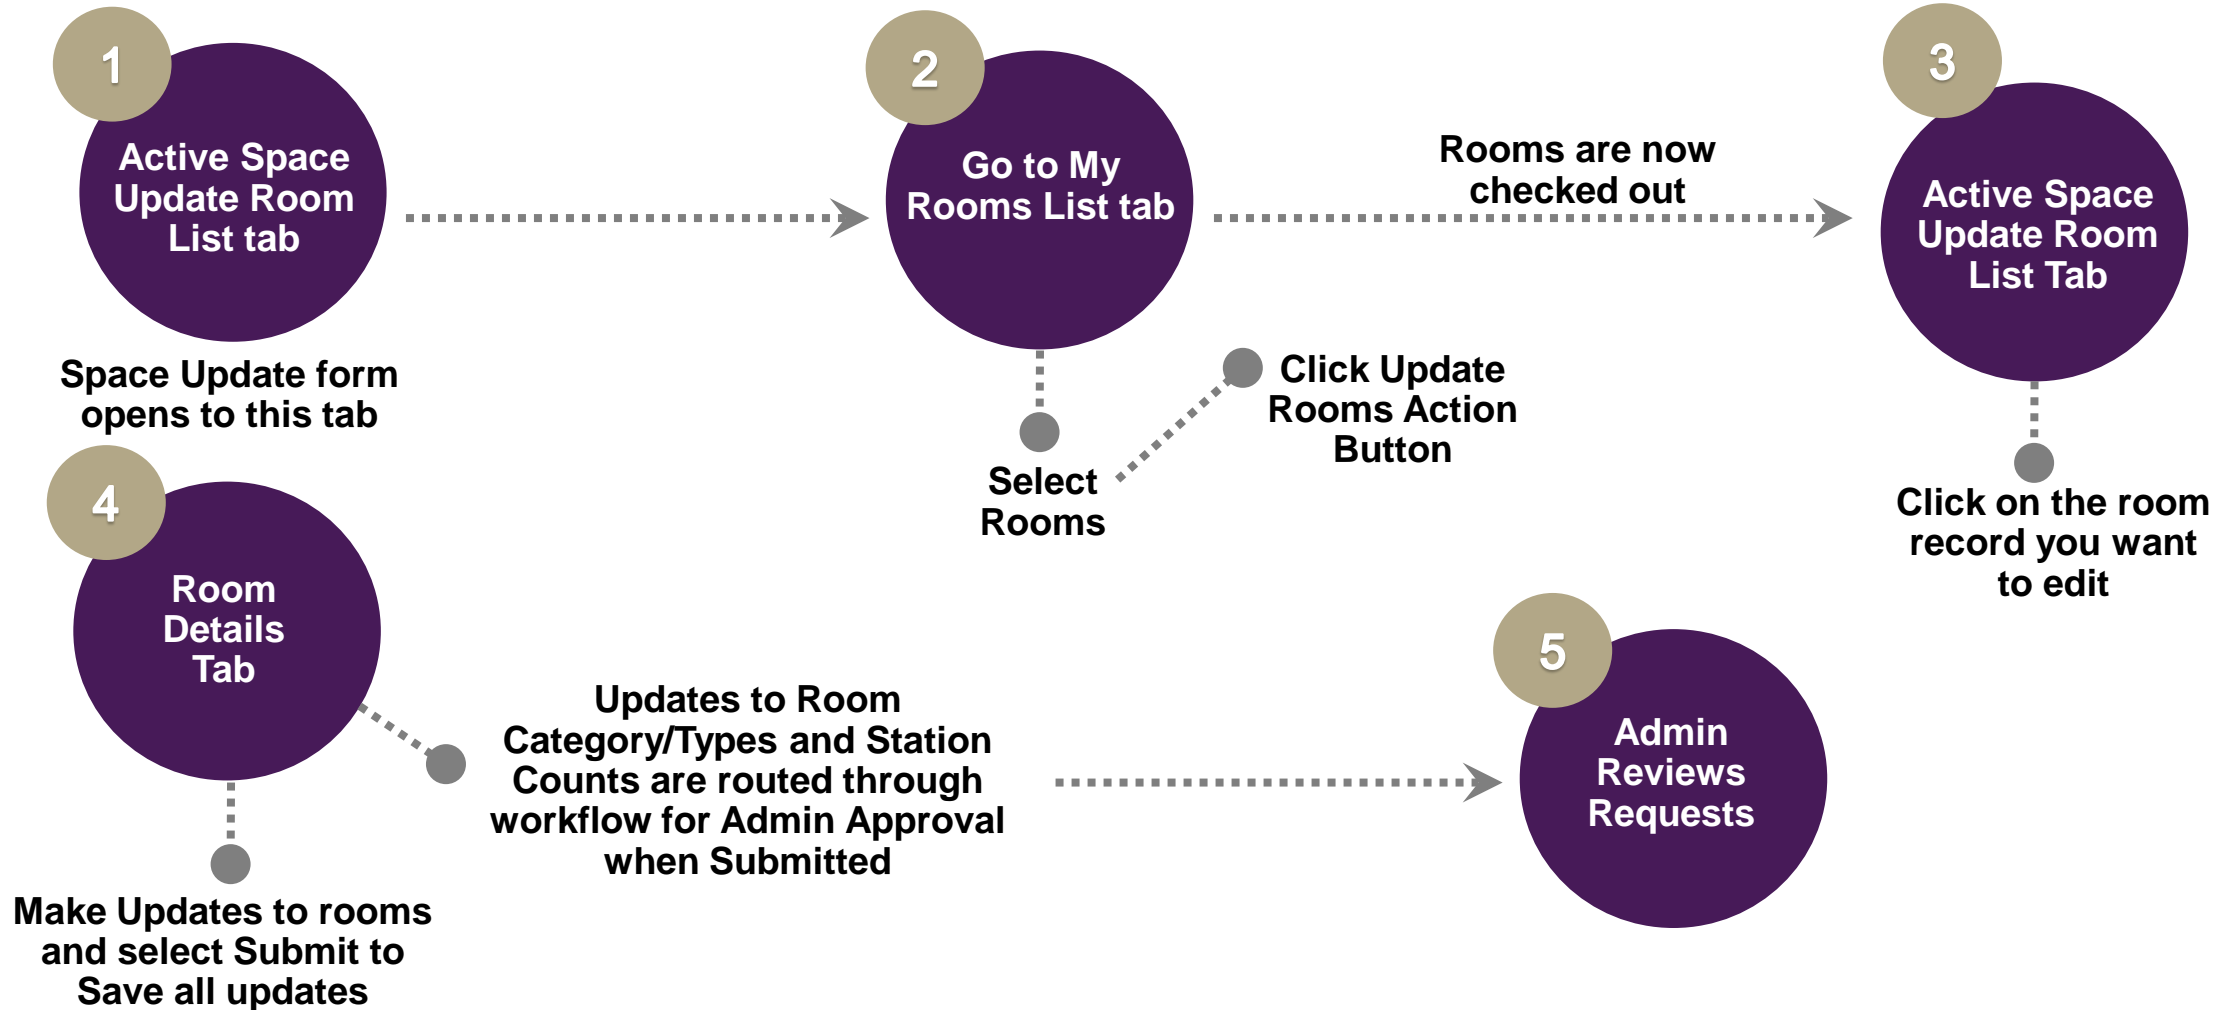 1
Active Space
Update Room
List tab
Space Update form
opens to this tab
2
Go to My
Rooms List tab
Select
Rooms
Click Update
Rooms Action
Button
Rooms are now
checked out
3
Active Space
Update Room
List Tab
Click on the room
record you want
to edit
4
Room
Details
Tab
Make Updates to rooms
and select Submit to
Save all updates
Updates to Room
Category/Types and Station
Counts are routed through
workflow for Admin Approval
when Submitted
5
Admin
Reviews
Requests